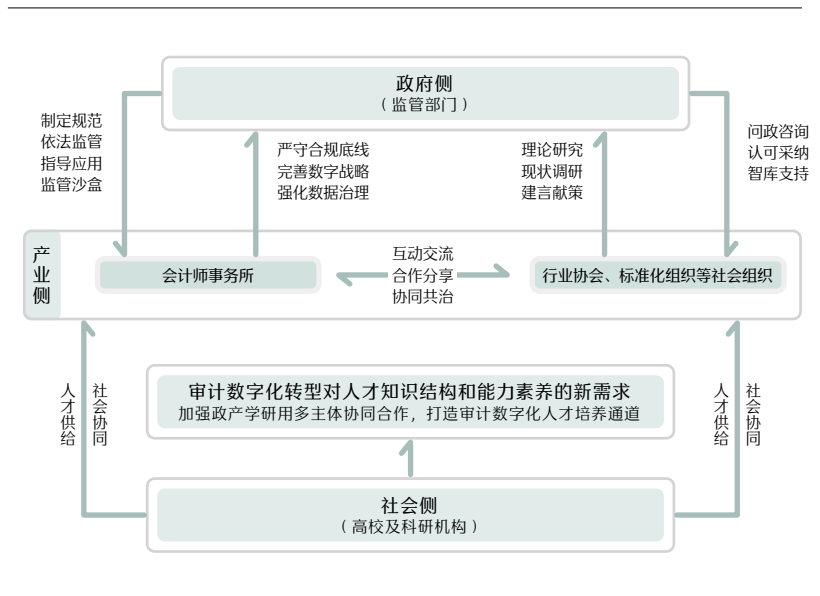 政府侧
（监管部门）
制定规范
依法监管
指导应用
监管沙盒
严守合规底线
完善数字战略
强化数据治理
理论研究
现状调研
建言献策
问政咨询
认可采纳
智库支持
产业侧
会计师事务所
互动交流
合作分享
协同共治
行业协会、标准化组织等社会组织
人才供给
社会协同
审计数字化转型对人才知识结构和能力素养的新需求
加强政产学研用多主体协同合作，打造审计数字化人才培养通道
人才供给
社会协同
社会侧
（高校及科研机构）